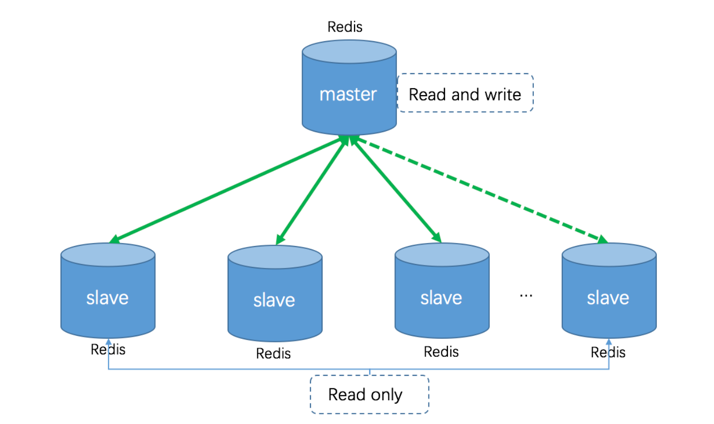 Redis
master
Read and write
slave
slave
slave
...
slave
Redis
Redis
Redis
Redis
Read only